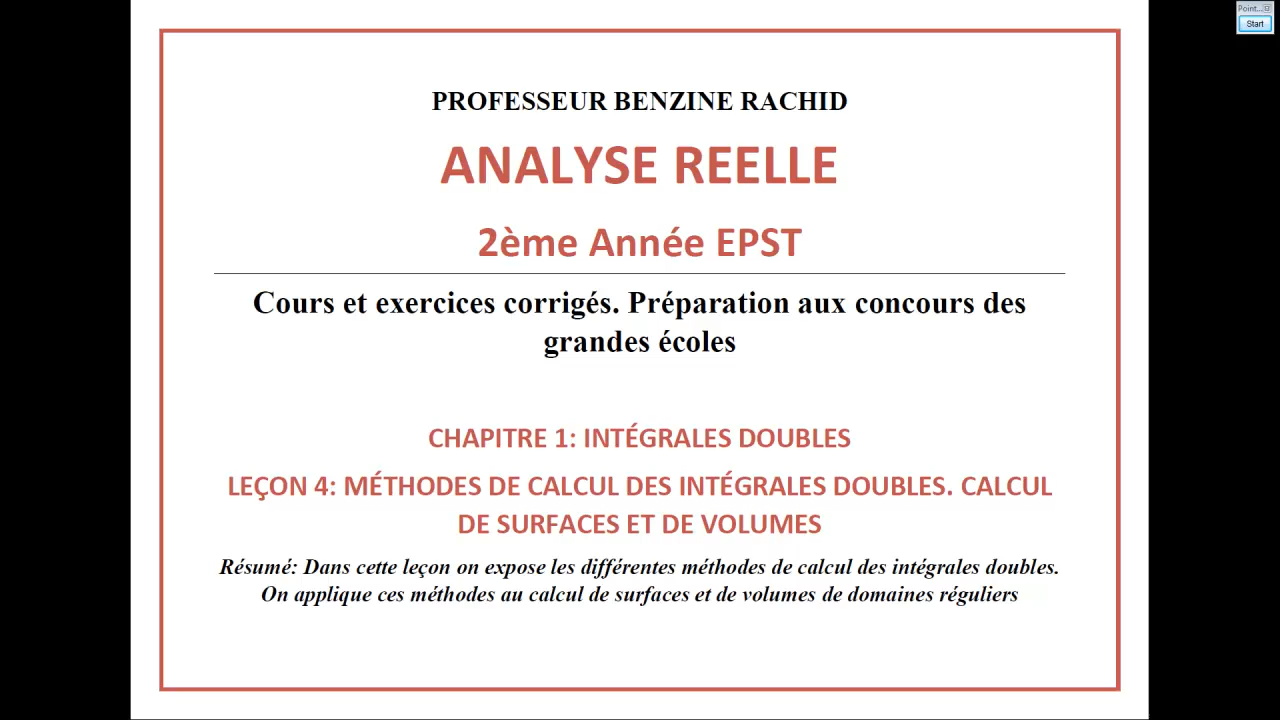 Point...
Start
PROFESSEUR BENZINE RACHID
ANALYSE REELLE
2ème Année EPST
Cours et exercices corrigés. Préparation aux concours des
grandes écoles
CHAPITRE 1: INTÉGRALES DOUBLES
LEÇON 4: MÉTHODES DE CALCUL DES INTÉGRALES DOUBLES. CALCUL
DE SURFACES ET DE VOLUMES
Résumé: Dans cette leçon on expose les différentes méthodes de calcul des intégrales doubles.
On applique ces méthodes au calcul de surfaces et de volumes de domaines réguliers